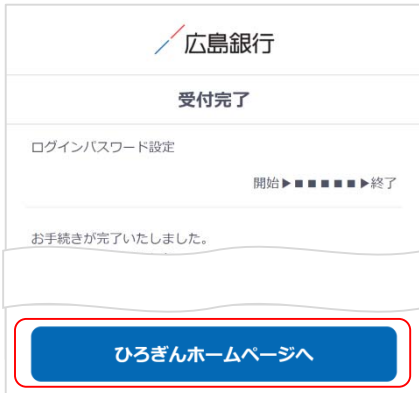 広島銀行
受付完了
ログインパスワード設定
開始▶■■■■■▶終了
お手続きが完了いたしました。
ひろぎんホームページへ